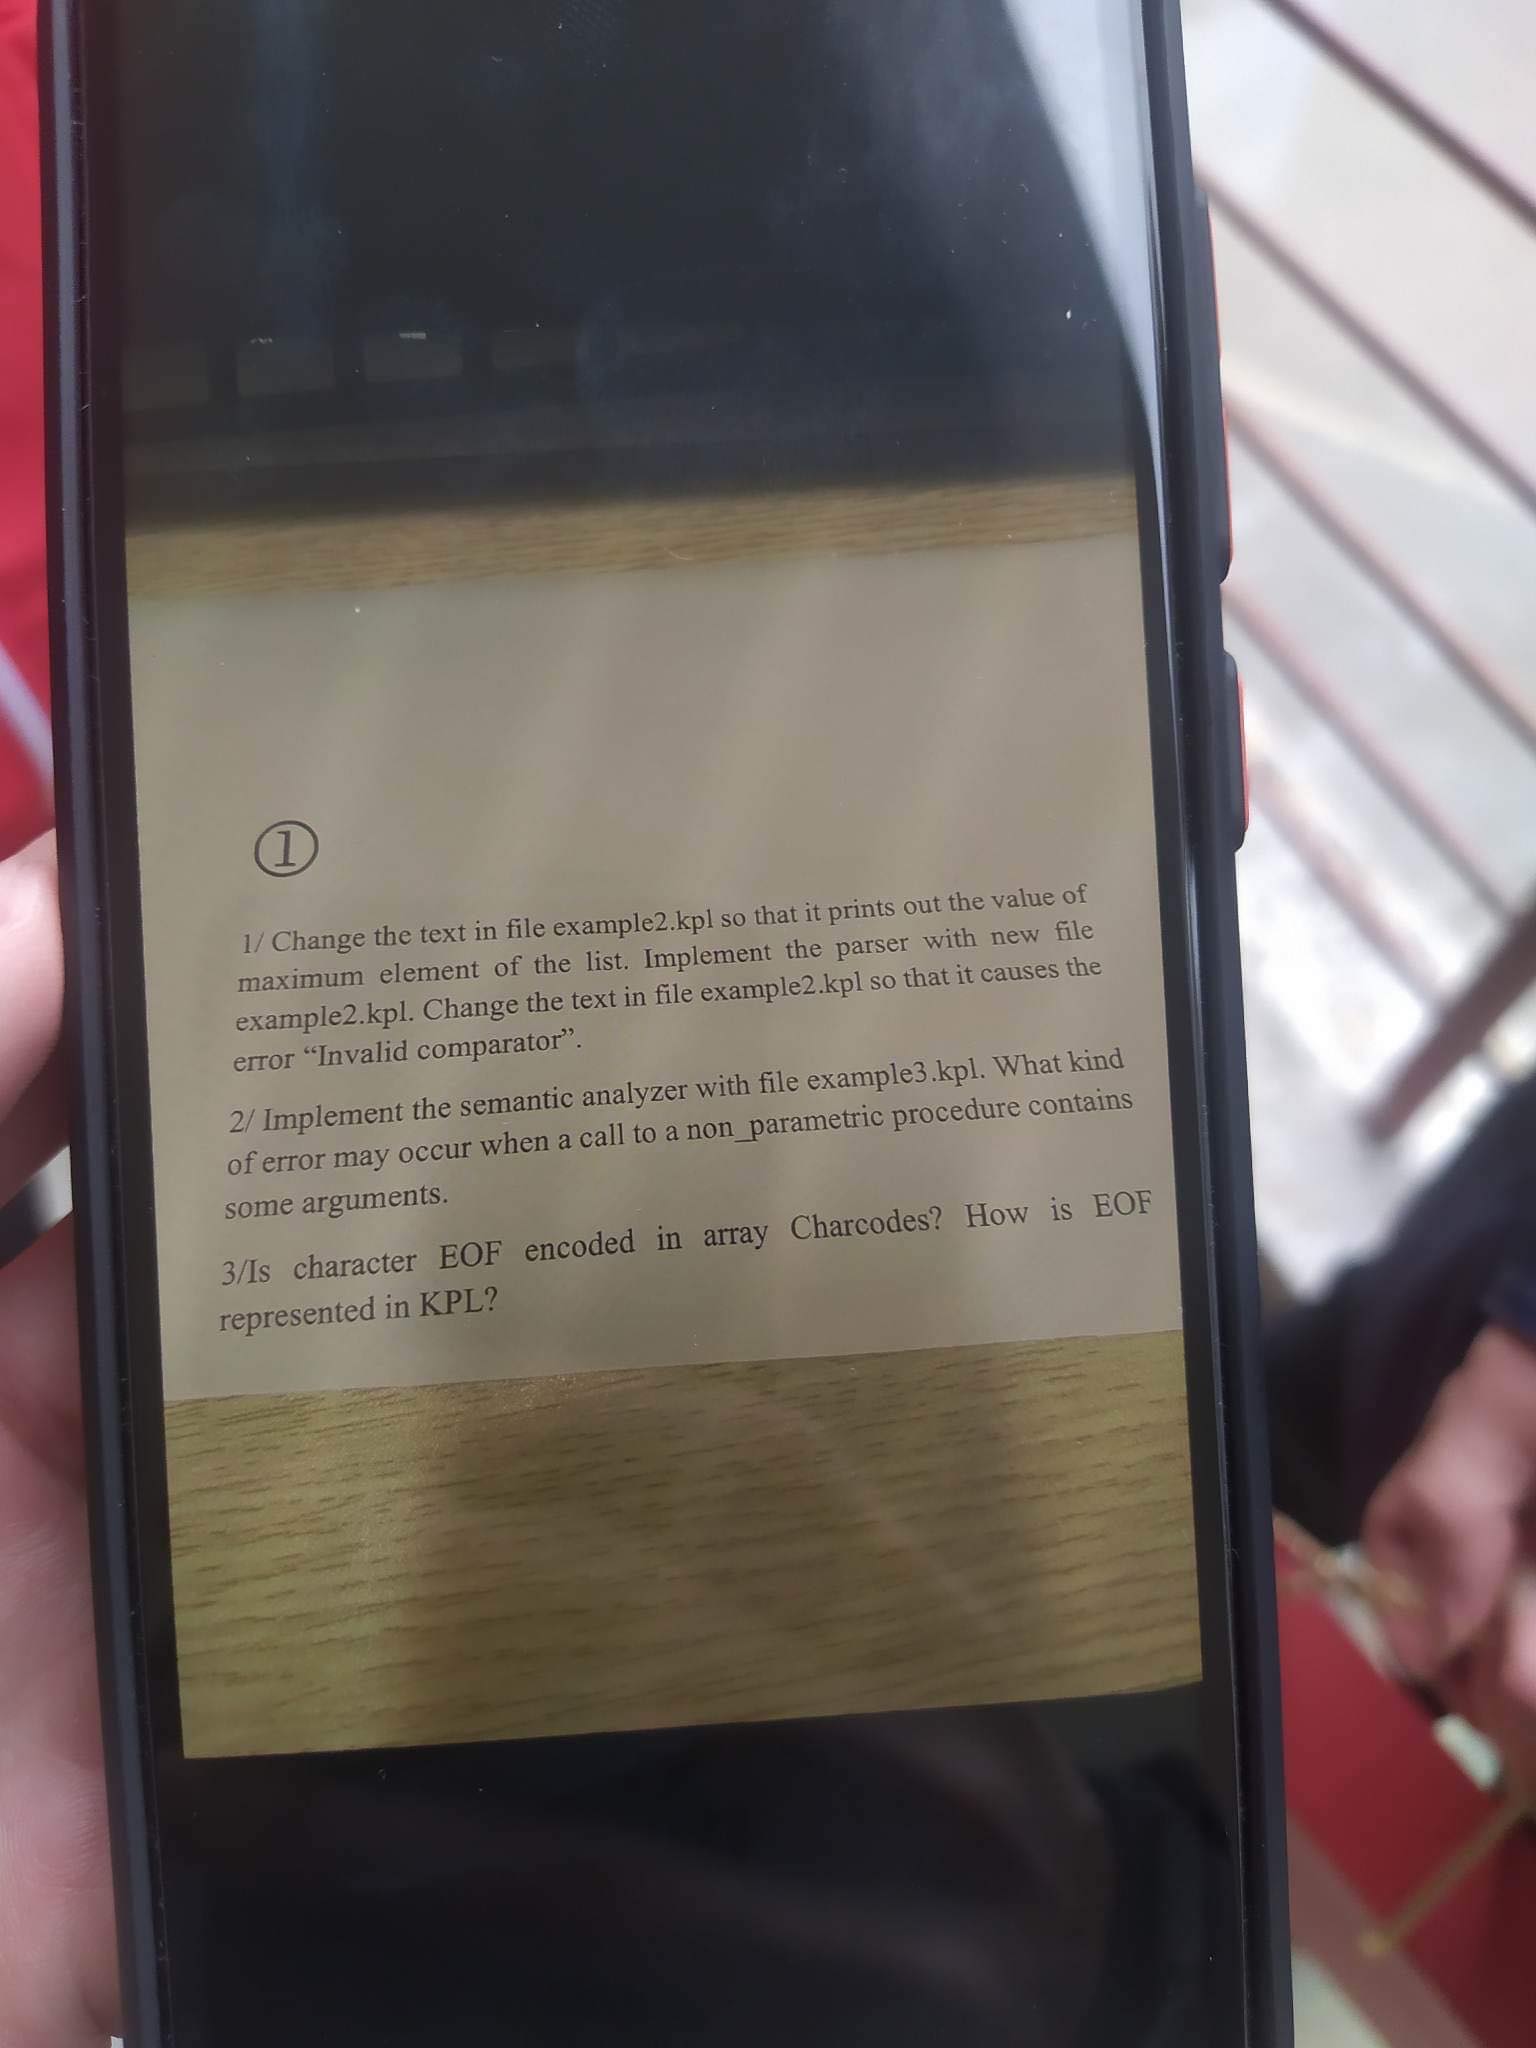 ①
1/ Change the text in file example2.kpl so that it prints out the value of
maximum element of the list. Implement the parser with new file
example2.kpl. Change the text in file example2.kpl so that it causes the
error “Invalid comparator”.
2/ Implement the semantic analyzer with file example3.kpl. What kind
of error may occur when a call to a non_parametric procedure contains
some arguments.
3/Is character EOF encoded in array Charcodes? How is EOF
represented in KPL?